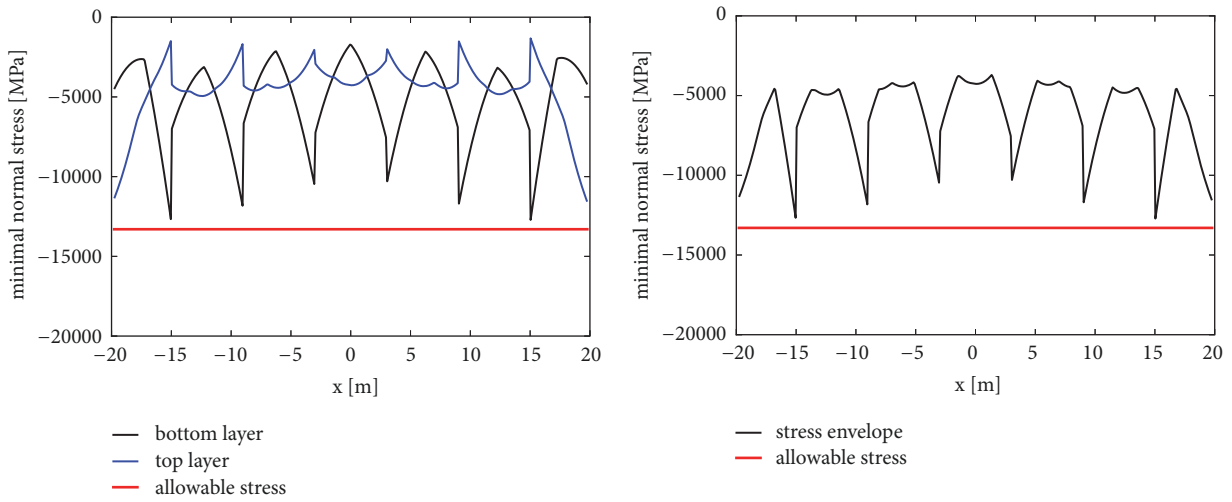 minimal normal stress [MPa]
0
−5000
−10000
−15000
−20000
−20 −15 −10 −5 0 5 10 15 20
x [m]
bottom layer
top layer
allowable stress
minimal normal stress [MPa]
0
−5000
−10000
−15000
−20000
−20 −15 −10 −5 0 5 10 15 20
x [m]
stress envelope
allowable stress